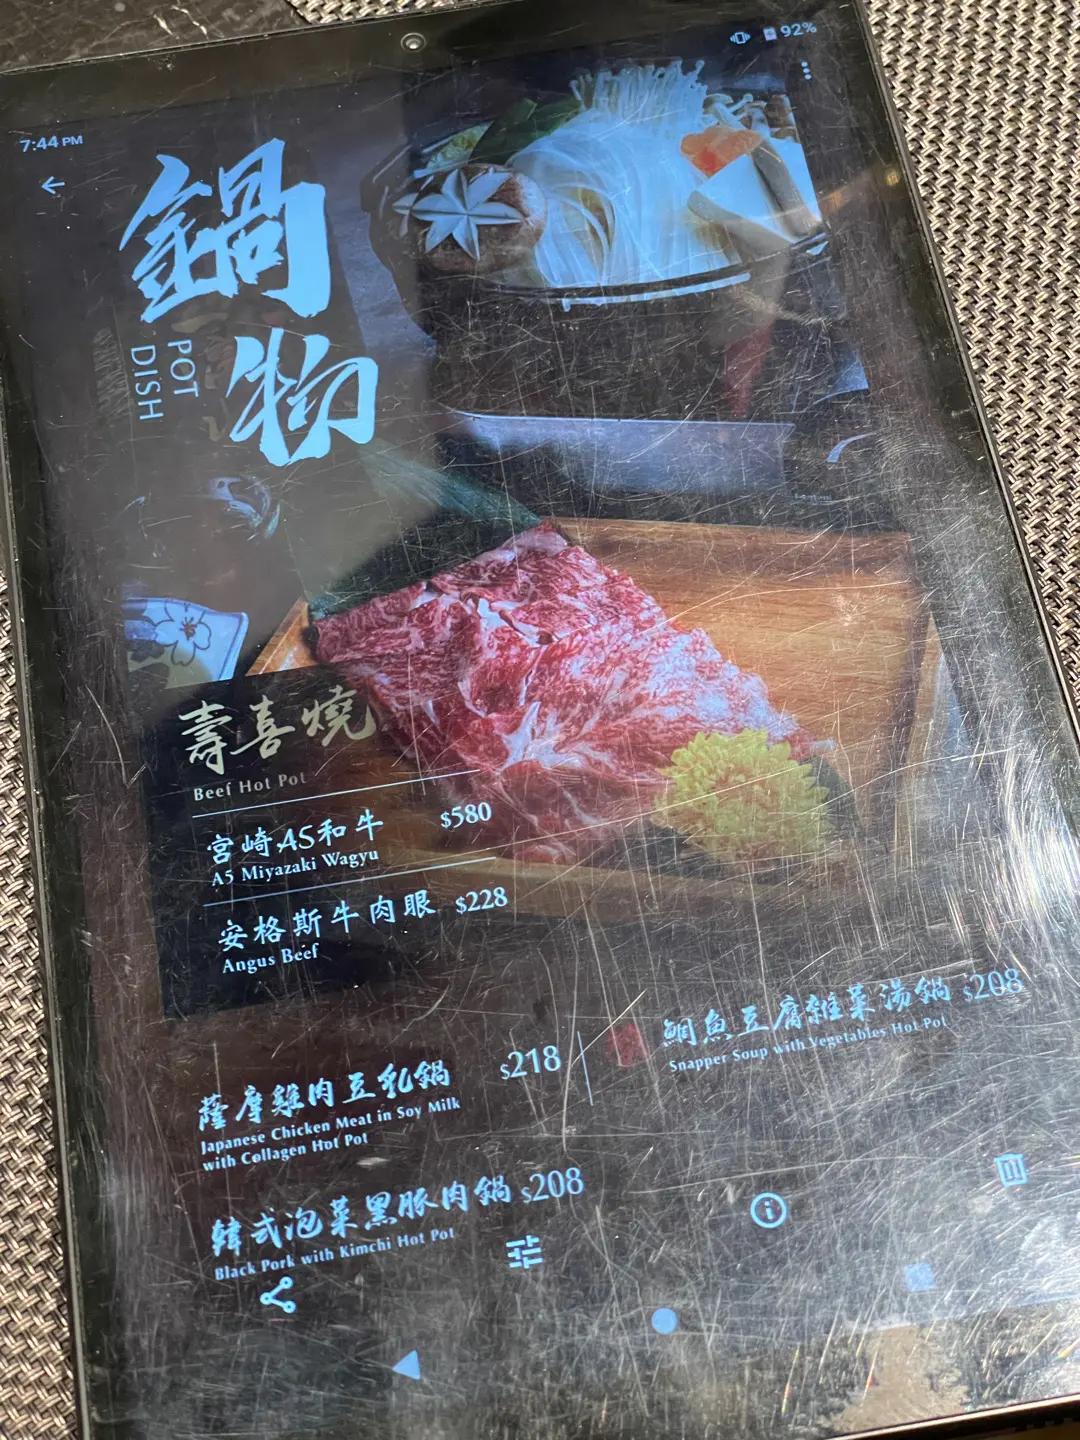 7:44 PM
92%
鍋物
POT
DISH
壽喜燒
Beef Hot Pot
宮崎A5和牛 $580
A5 Miyazaki Wagyu
安格斯牛肉眼 $228
Angus Beef
薩摩雞肉豆乳鍋 $218
Japanese Chicken Meat in Soy Milk
with Collagen Hot Pot
鯛魚豆腐雜菜湯鍋 $208
Snapper Soup with Vegetables Hot Pot
韓式泡菜黑豚肉鍋 $208
Black Pork with Kimchi Hot Pot